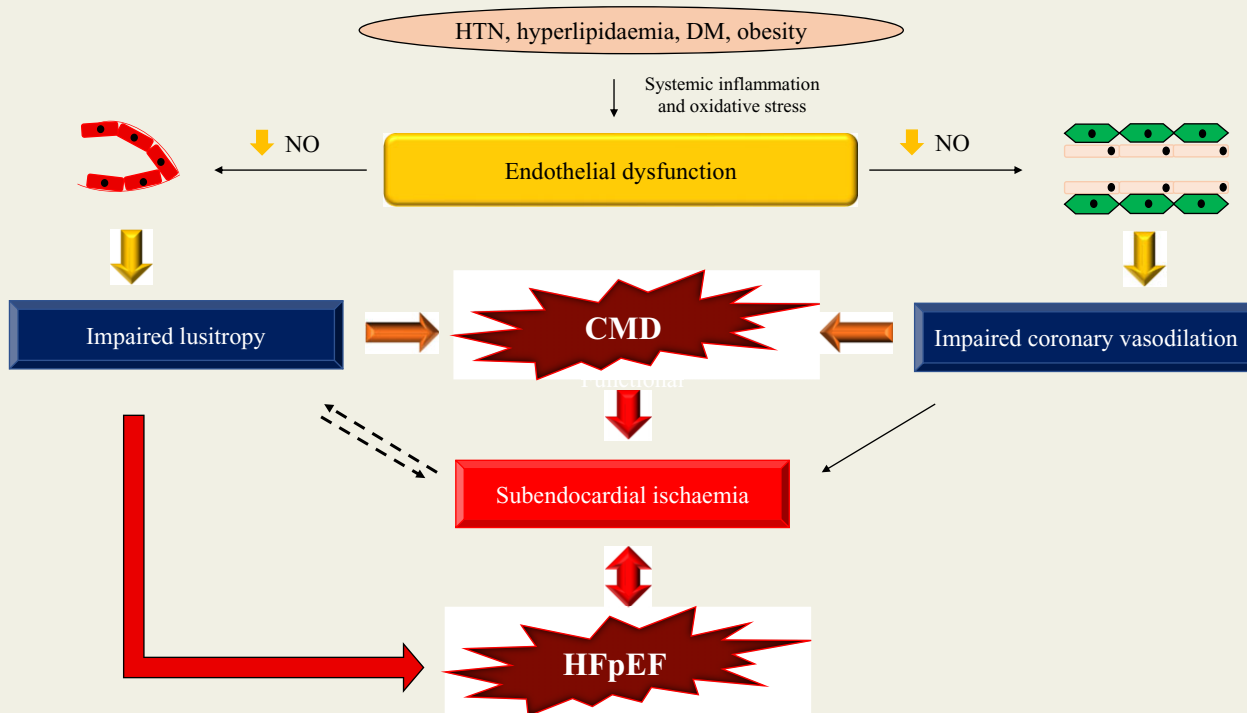 HTN, hyperlipidaemia, DM, obesity
Systemic inflammation
and oxidative stress
NO
Endothelial dysfunction
NO
Impaired lusitropy
CMD
Impaired coronary vasodilation
Functional
Subendocardial ischaemia
HFpEF